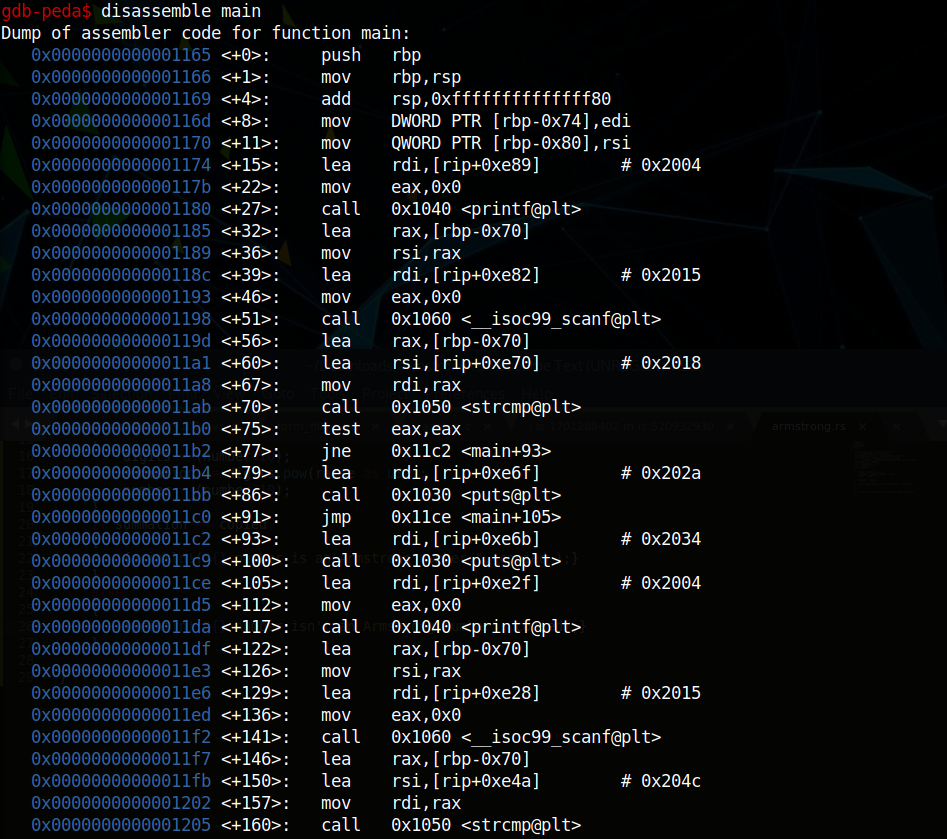 gdb-peda$ disassemble main
Dump of assembler code for function main:
0x0000000000001165 <+0>: push rbp
0x0000000000001166 <+1>: mov rbp,rsp
0x0000000000001169 <+4>: add rsp,0xffffffffffffff80
0x000000000000116d <+8>: mov DWORD PTR [rbp-0x74],edi
0x0000000000001170 <+11>: mov QWORD PTR [rbp-0x80],rsi
0x0000000000001174 <+15>: lea rdi,[rip+0xe89] # 0x2004
0x000000000000117b <+22>: mov eax,0x0
0x0000000000001180 <+27>: call 0x1040 <printf@plt>
0x0000000000001185 <+32>: lea rax,[rbp-0x70]
0x0000000000001189 <+36>: mov rsi,rax
0x000000000000118c <+39>: lea rdi,[rip+0xe82] # 0x2015
0x0000000000001193 <+46>: mov eax,0x0
0x0000000000001198 <+51>: call 0x1060 <__isoc99_scanf@plt>
0x000000000000119d <+56>: lea rax,[rbp-0x70]
0x00000000000011a1 <+60>: lea rsi,[rip+0xe70] # 0x2018
0x00000000000011a8 <+67>: mov rdi,rax
0x00000000000011ab <+70>: call 0x1050 <strcmp@plt>
0x00000000000011b0 <+75>: test eax,eax
0x00000000000011b2 <+77>: jne 0x11c2 <main+93>
0x00000000000011b4 <+79>: lea rdi,[rip+0xe6f] # 0x202a
0x00000000000011bb <+86>: call 0x1030 <puts@plt>
0x00000000000011c0 <+91>: jmp 0x11ce <main+105>
0x00000000000011c2 <+93>: lea rdi,[rip+0xe6b] # 0x2034
0x00000000000011c9 <+100>: call 0x1030 <puts@plt>
0x00000000000011ce <+105>: lea rdi,[rip+0xe2f] # 0x2004
0x00000000000011d5 <+112>: mov eax,0x0
0x00000000000011da <+117>: call 0x1040 <printf@plt>
0x00000000000011df <+122>: lea rax,[rbp-0x70]
0x00000000000011e3 <+126>: mov rsi,rax
0x00000000000011e6 <+129>: lea rdi,[rip+0xe28] # 0x2015
0x00000000000011ed <+136>: mov eax,0x0
0x00000000000011f2 <+141>: call 0x1060 <__isoc99_scanf@plt>
0x00000000000011f7 <+146>: lea rax,[rbp-0x70]
0x00000000000011fb <+150>: lea rsi,[rip+0xe4a] # 0x204c
0x0000000000001202 <+157>: mov rdi,rax
0x0000000000001205 <+160>: call 0x1050 <strcmp@plt>
armstrong.rs